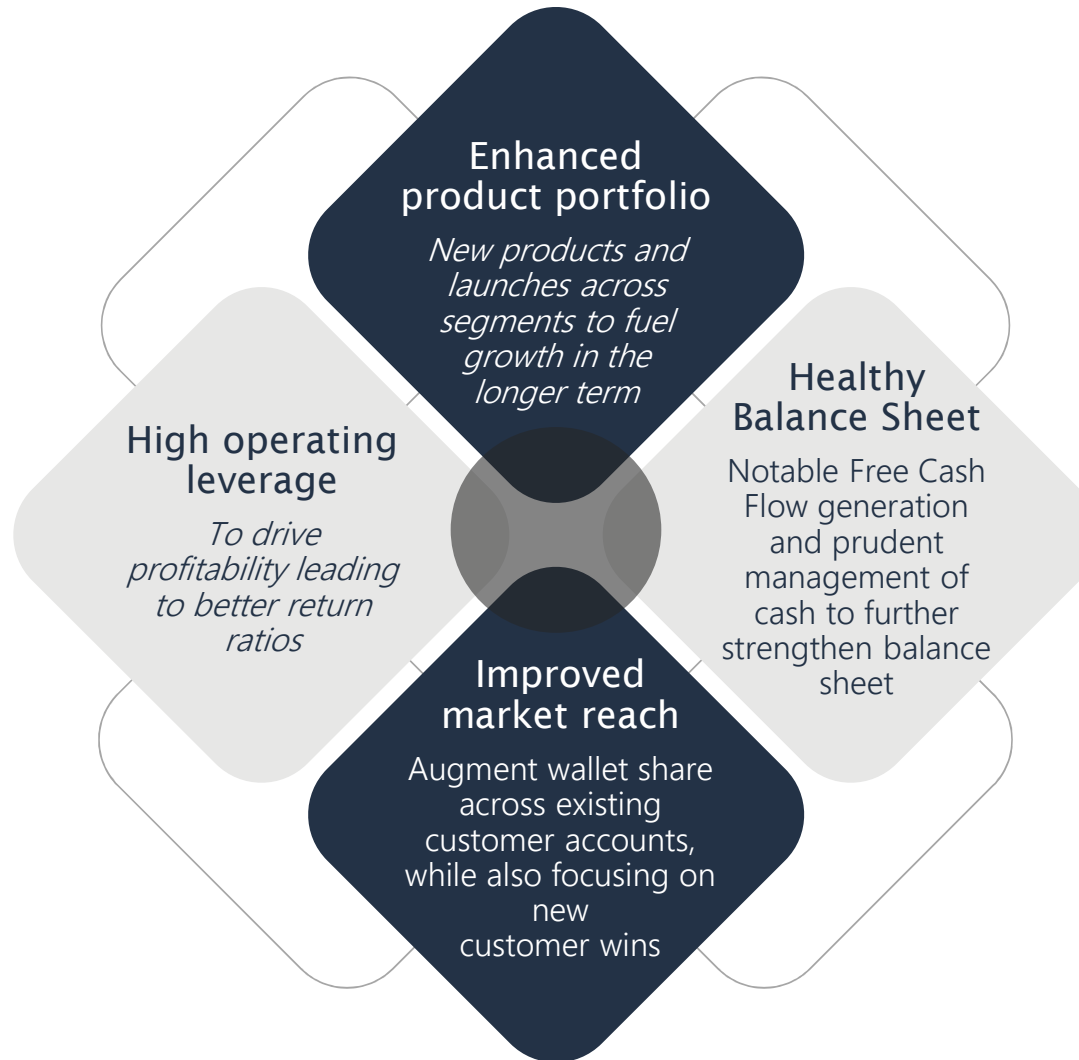 Enhanced
product portfolio
New products and
launches across
segments to fuel
growth in the
longer term
High operating
leverage
To drive
profitability leading
to better return
ratios
Healthy
Balance Sheet
Notable Free Cash
Flow generation
and prudent
management of
cash to further
strengthen balance
sheet
Improved
market reach
Augment wallet share
across existing
customer accounts,
while also focusing on
new
customer wins